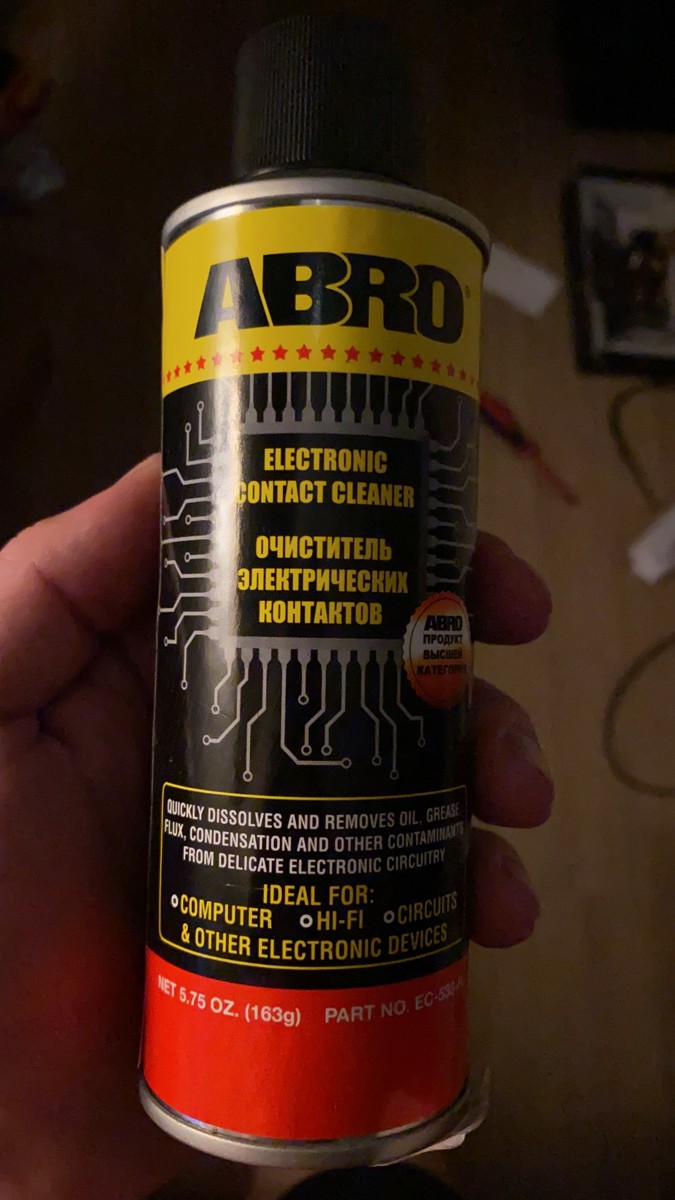 ABRO®
ELECTRONIC
CONTACT CLEANER
ОЧИСТИТЕЛЬ
ЭЛЕКТРИЧЕСКИХ
КОНТАКТОВ
ABRO
ПРОДУКТ
ВЫСШЕЙ
КАТЕГОРИИ
QUICKLY DISSOLVES AND REMOVES OIL, GREASE,
FLUX, CONDENSATION AND OTHER CONTAMINANTS
FROM DELICATE ELECTRONIC CIRCUITRY
IDEAL FOR:
COMPUTER HI-FI CIRCUITS
& OTHER ELECTRONIC DEVICES
NET 5.75 OZ. (163g) PART NO.